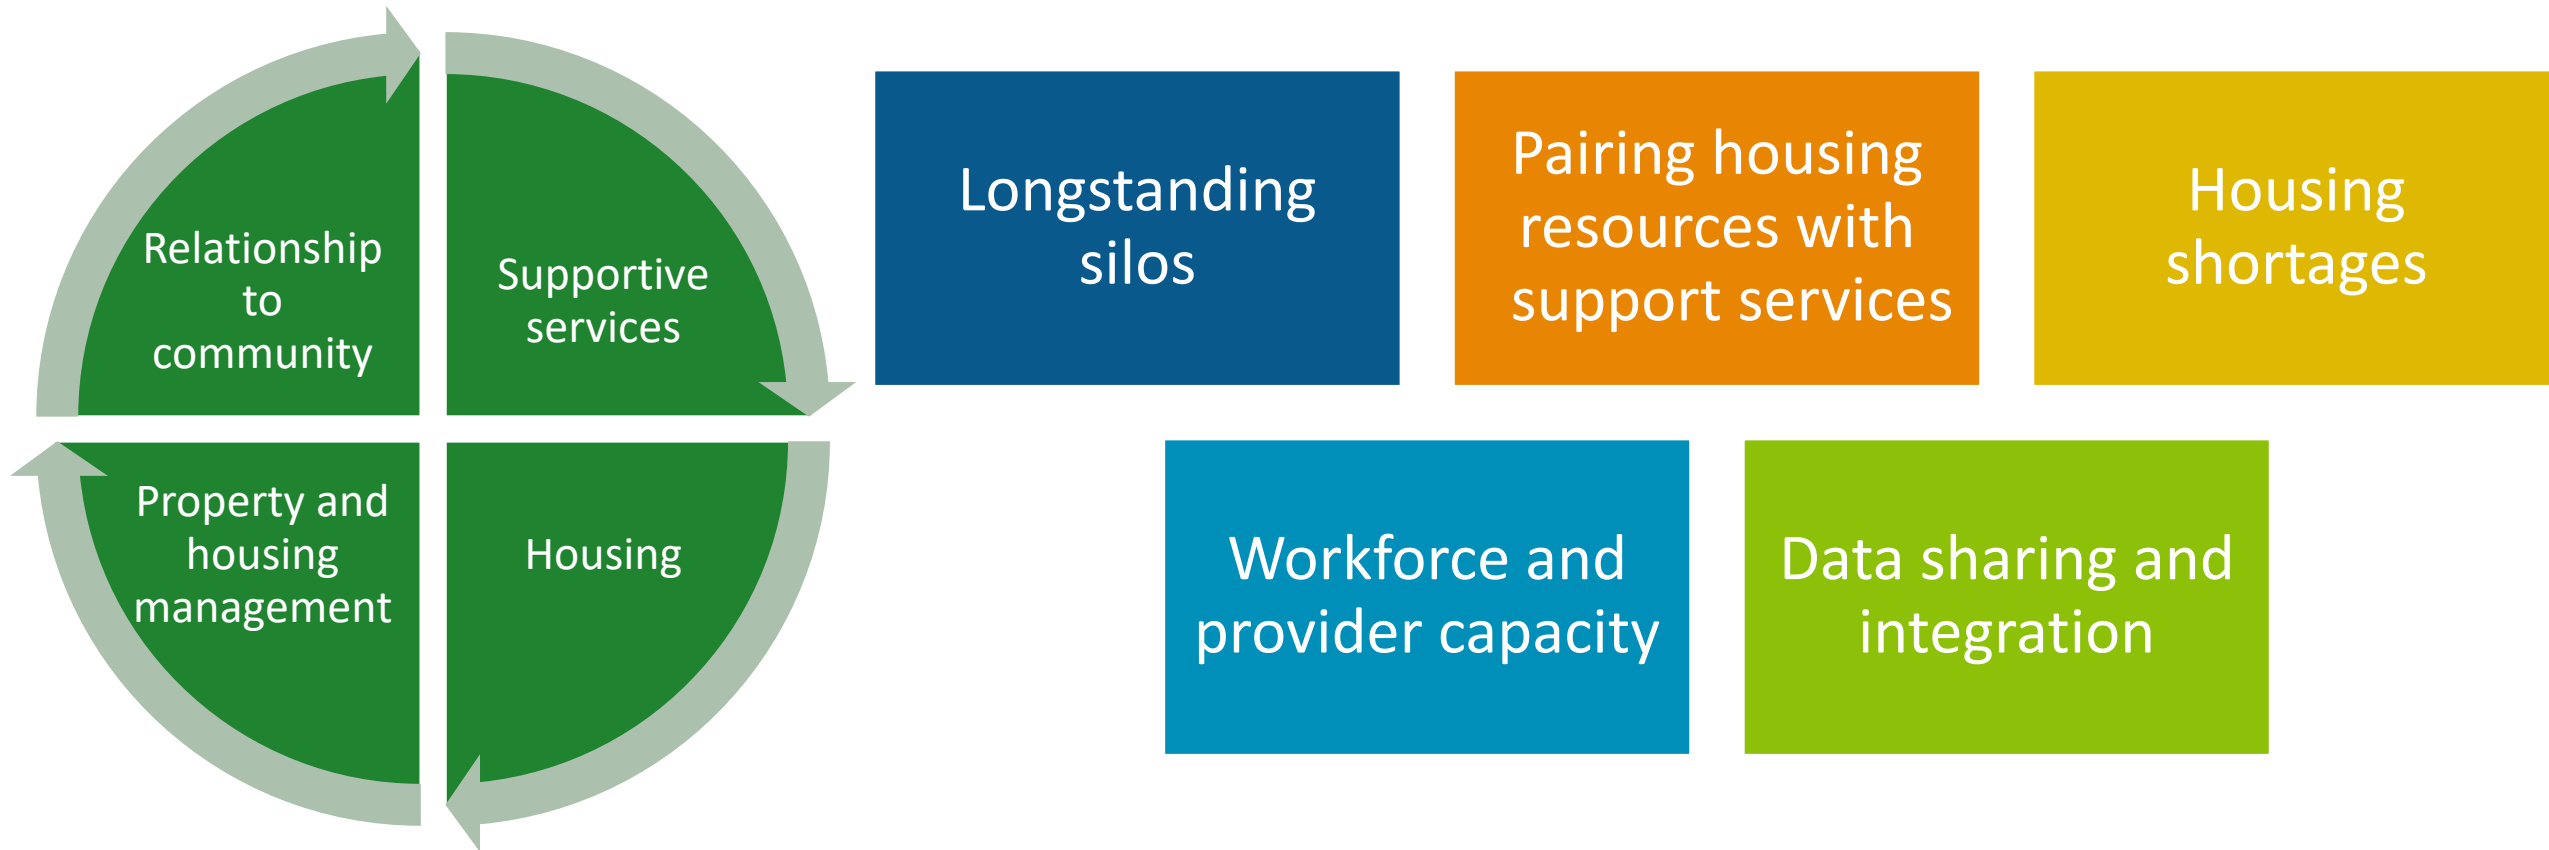 Relationship
to
community
Supportive
services
Property and
housing
management
Housing
Longstanding
silos
Pairing housing
resources with
support services
Housing
shortages
Workforce and
provider capacity
Data sharing and
integration